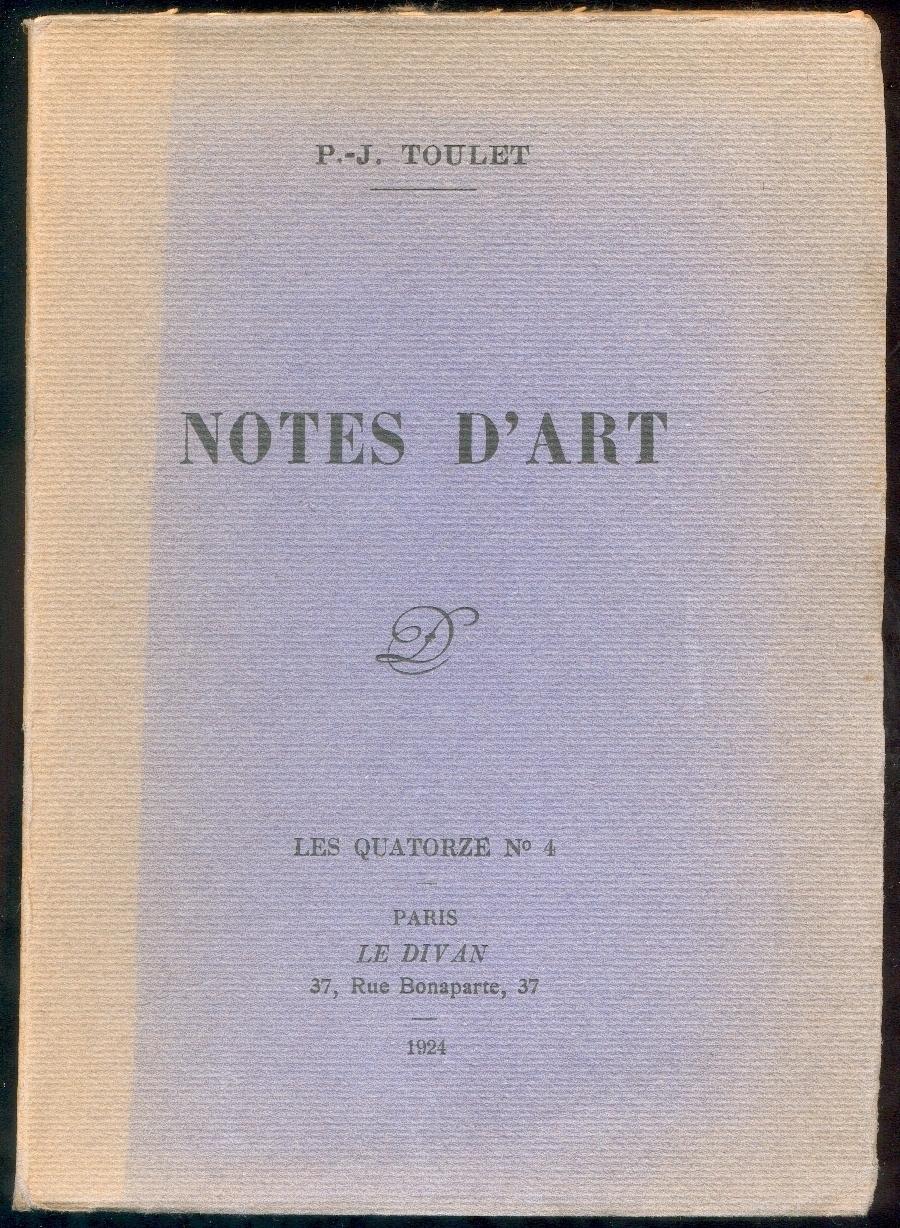 P.-J. TOULET
NOTES D'ART
D
LES QUATORZE Nº 4
PARIS
LE DIVAN
37, Rue Bonaparte, 37
1924